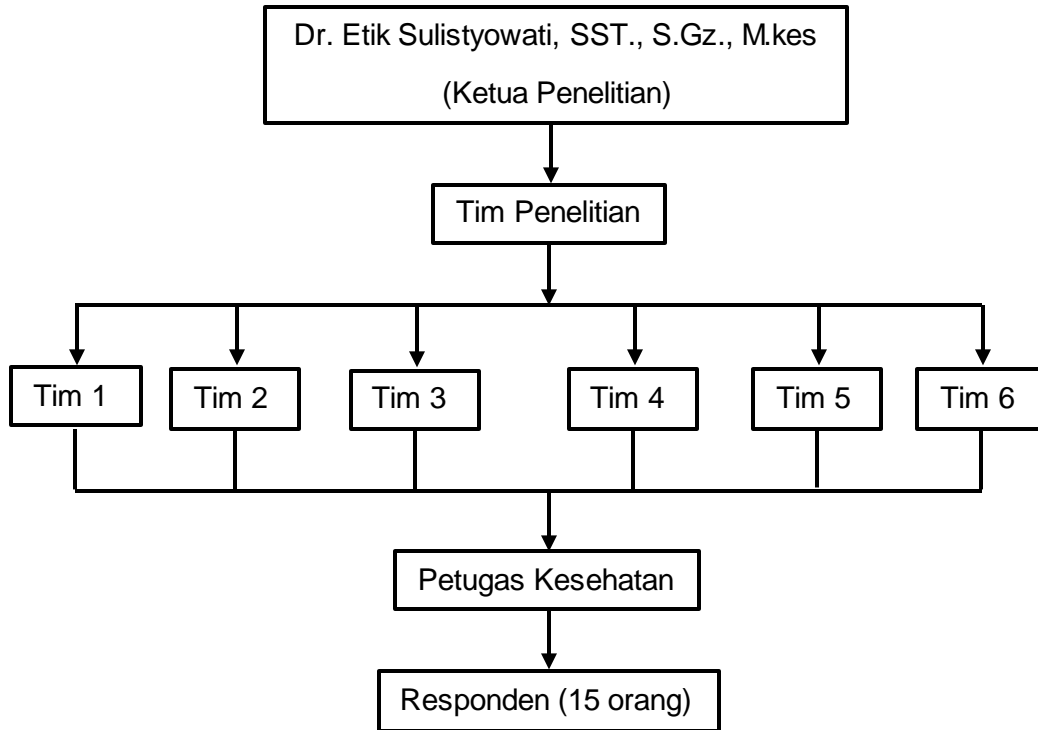 Dr. Etik Sulistyowati, SST., S.Gz., M.kes
(Ketua Penelitian)
Tim Penelitian
Tim 1
Tim 2
Tim 3
Tim 4
Tim 5
Tim 6
Petugas Kesehatan
Responden (15 orang)